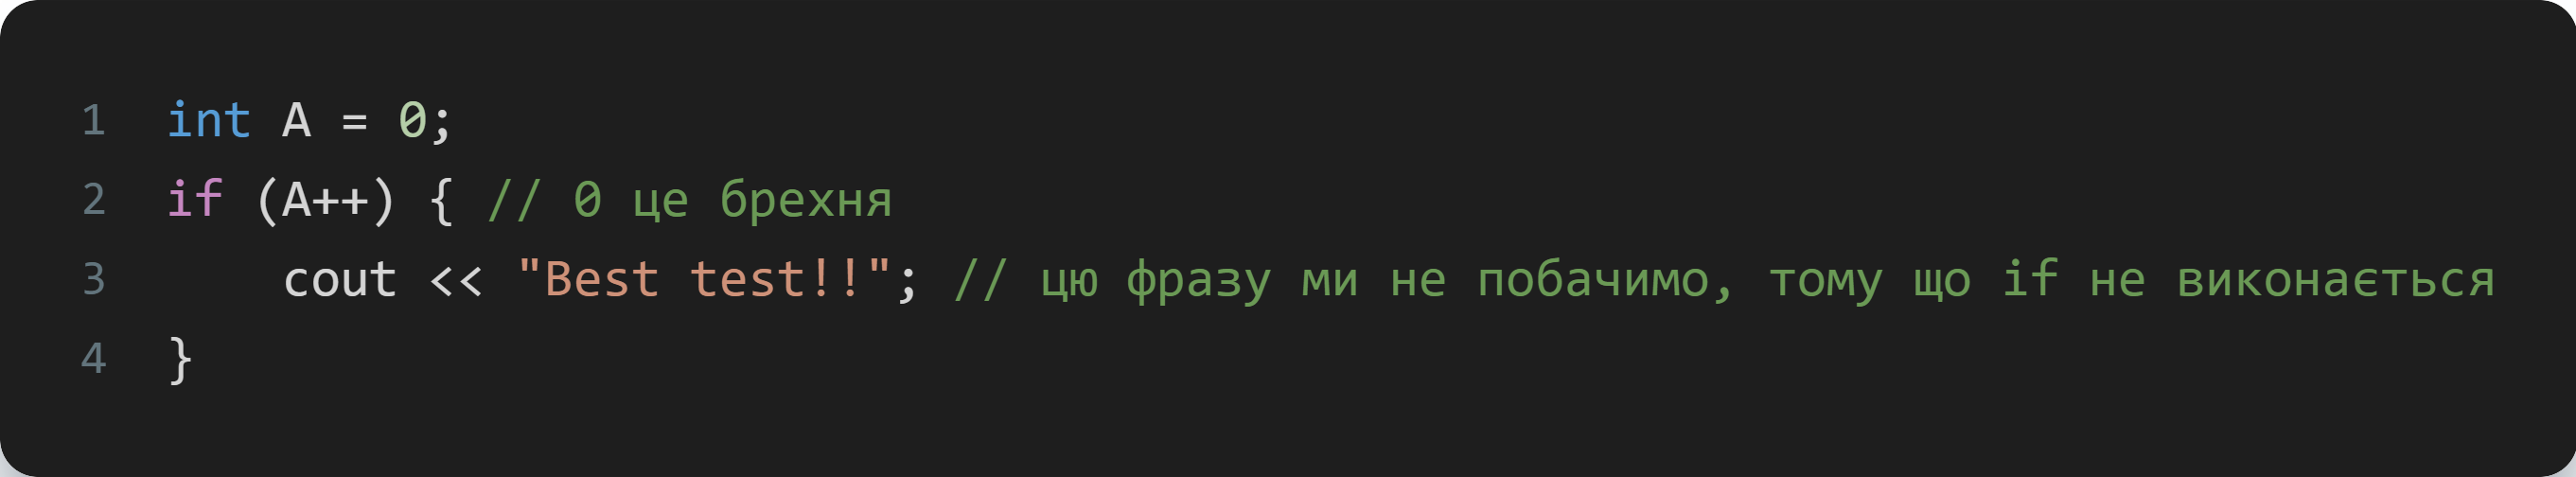 1 int A = 0;
2 if (A++) { // 0 це брехня
3     cout << "Best test!!"; // цю фразу ми не побачимо, тому що if не виконається
4 }